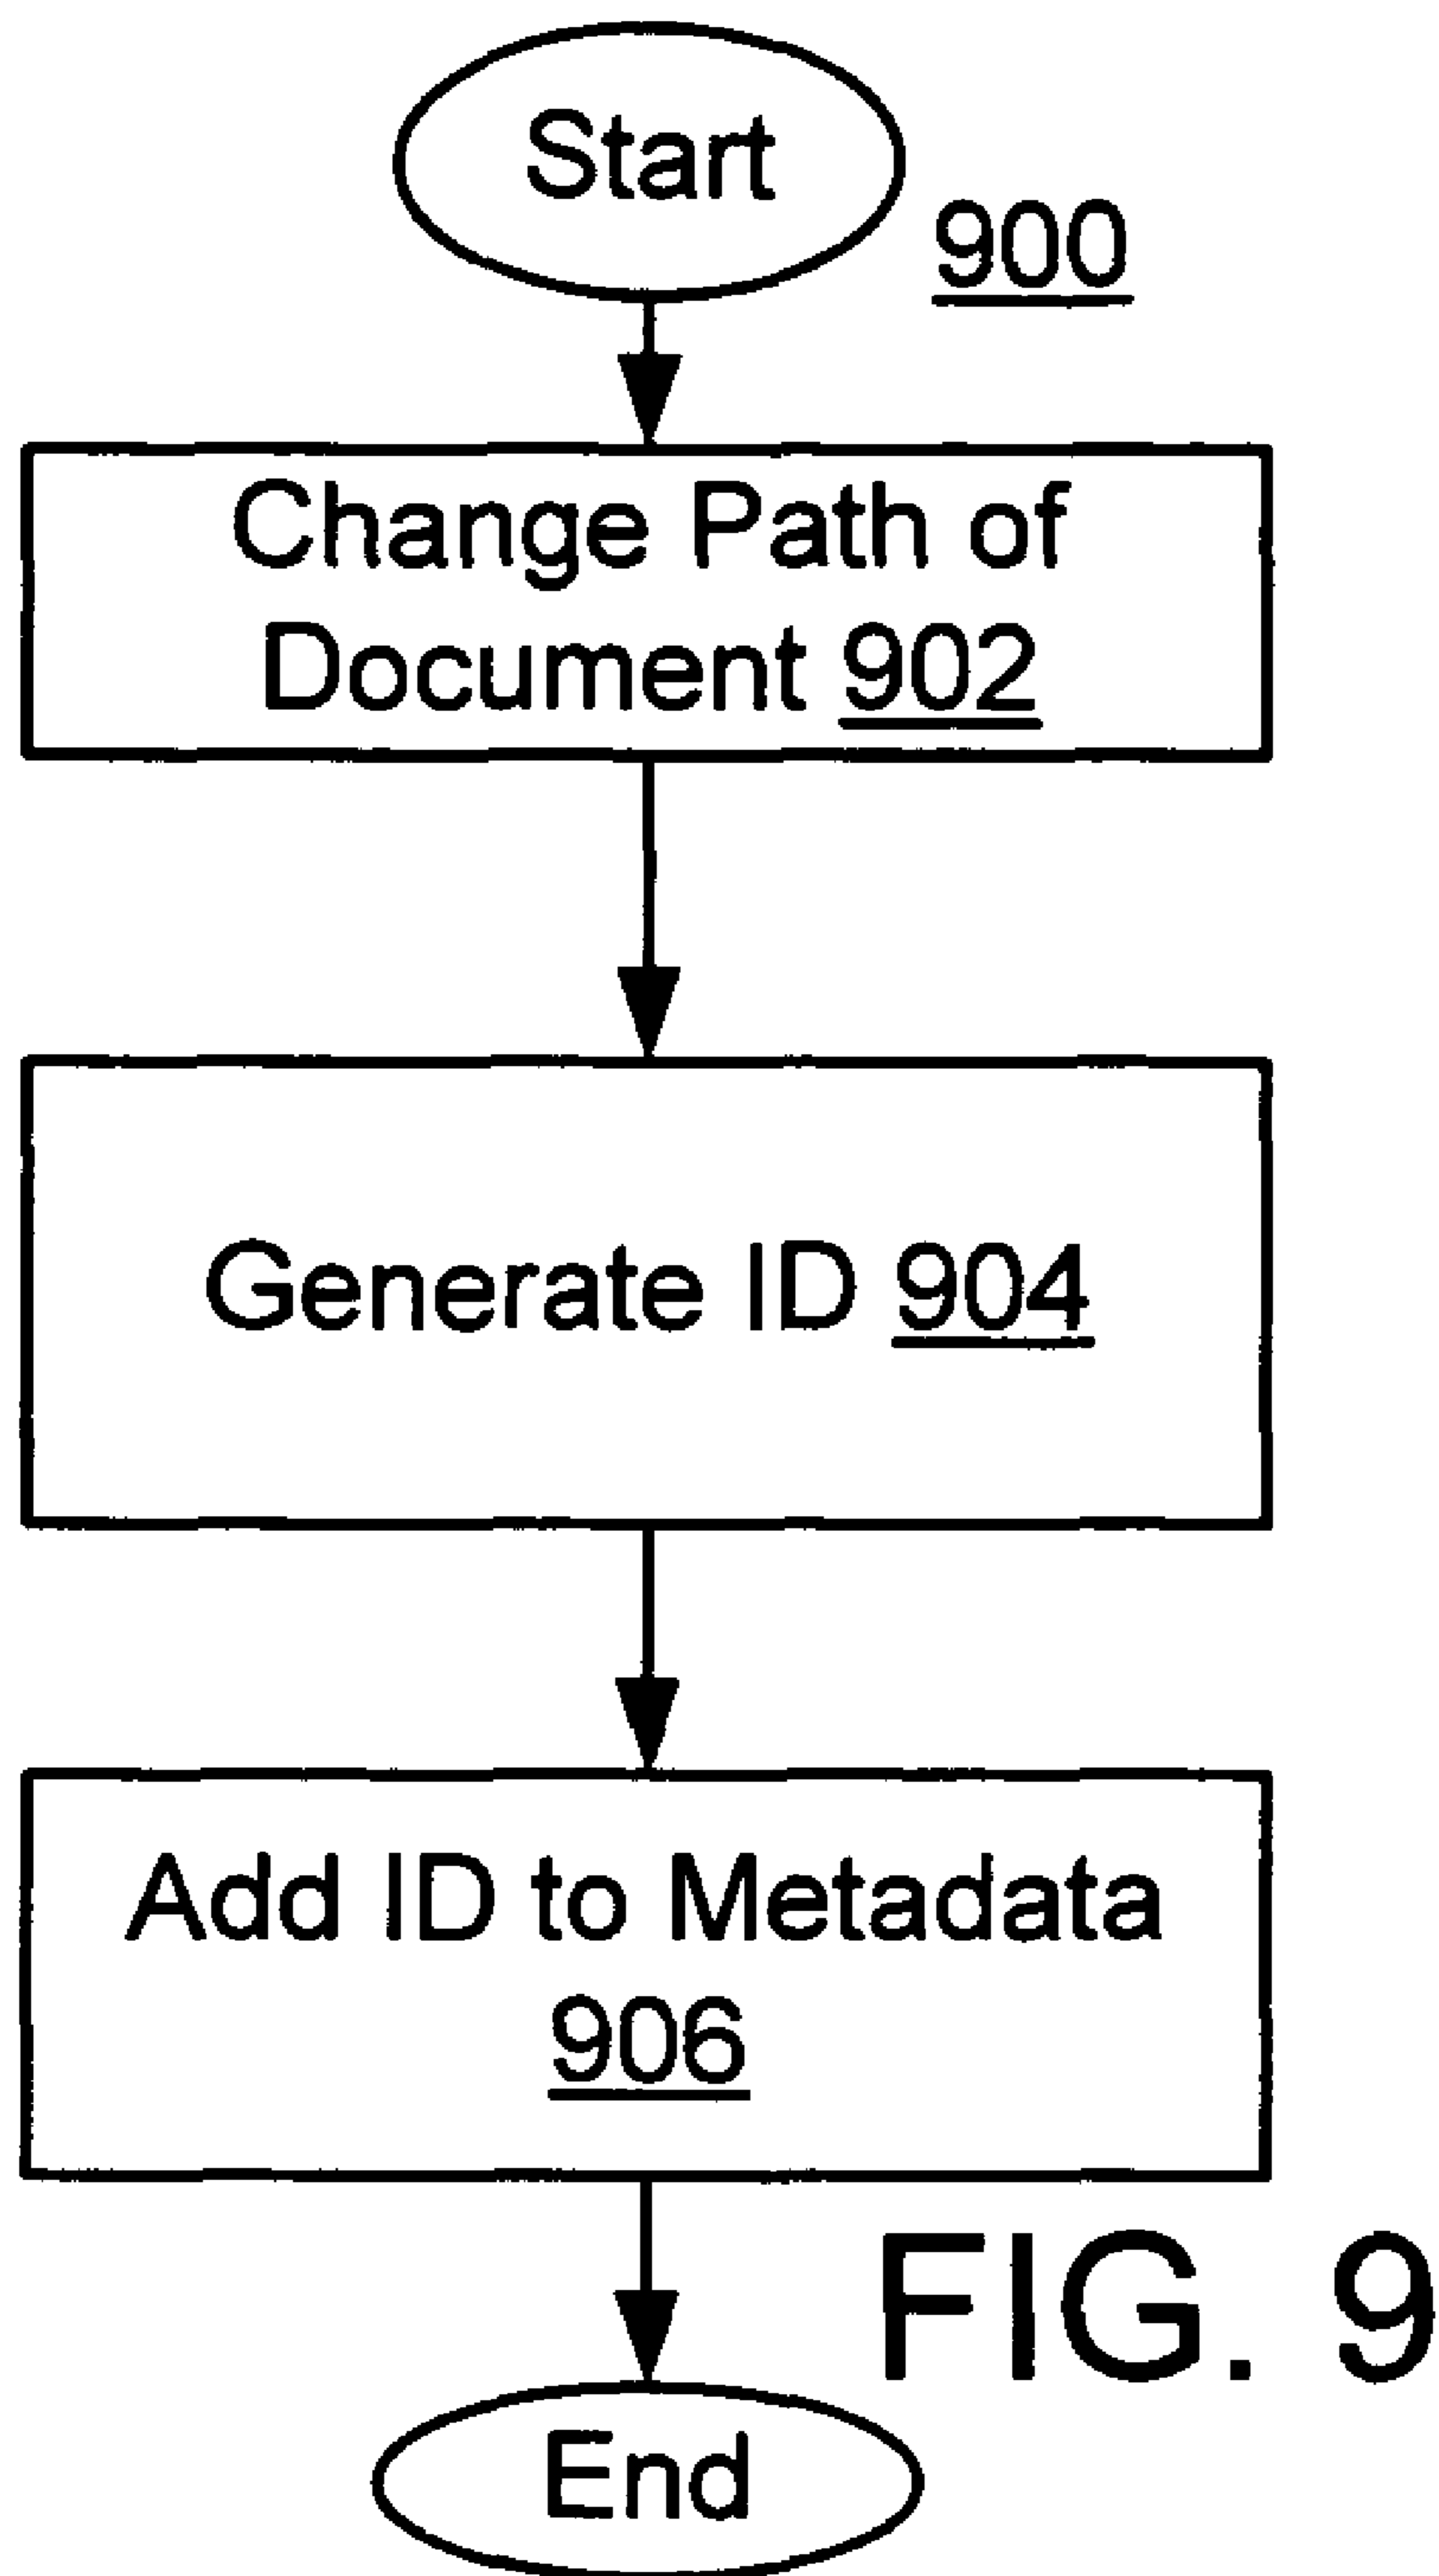 Start
900
Change Path of
Document 902
Generate ID 904
Add ID to Metadata
906
FIG. 9
End